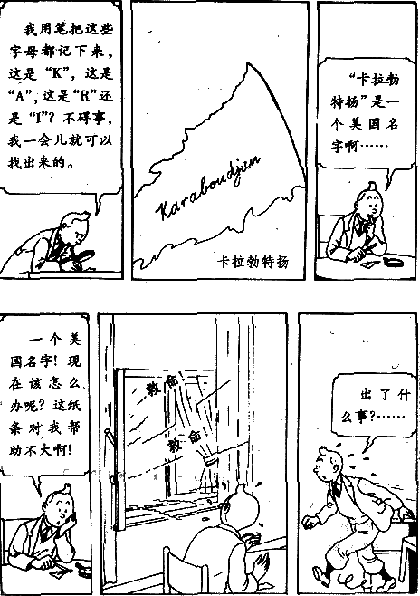 我用笔把这些
字母都记下来,
这是“K”,这是
“A”,这是“R”还
是“I”?不碍事,
我一会儿就可以
找出来的。
Karaboudjan
卡拉勃特扬
“卡拉勃
特扬”是一
个美国名
字啊……
一个美
国名字!现
在该怎么
办呢?这纸
条对我帮
助不大啊!
救命
救命
出了什
么事?……